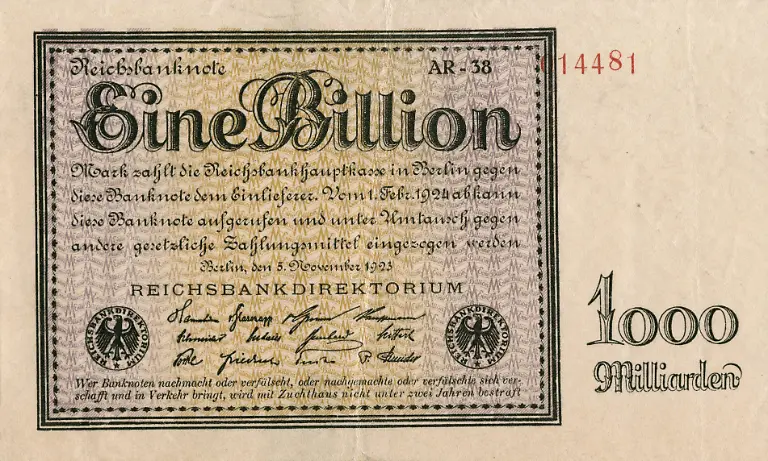 Reichsbanknote AR-38 014481
Eine Billion
Mark zahlt die Reichsbankhauptkasse in Berlin gegen
diese Banknote dem Einlieferer. Vom 1. Febr. 1924 ab kann
diese Banknote aufgerufen und unter Umtausch gegen
andere gesetzliche Zahlungsmittel eingezogen werden
Berlin, den 5. November 1923
REICHSBANKDIREKTORIUM
REICHSBANKDIREKTORIUM
REICHSBANKDIREKTORIUM
Wer Banknoten nachmacht oder verfälscht, oder nachgemachte oder verfälschte sich ver-
schafft und in Verkehr bringt, wird mit Zuchthaus nicht unter zwei Jahren bestraft
1000
Milliarden